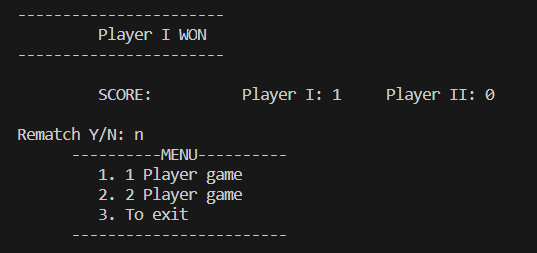 -----------------------
Player I WON
-----------------------
SCORE: Player I: 1 Player II: 0
Rematch Y/N: n
----------MENU----------
1. 1 Player game
2. 2 Player game
3. To exit
------------------------